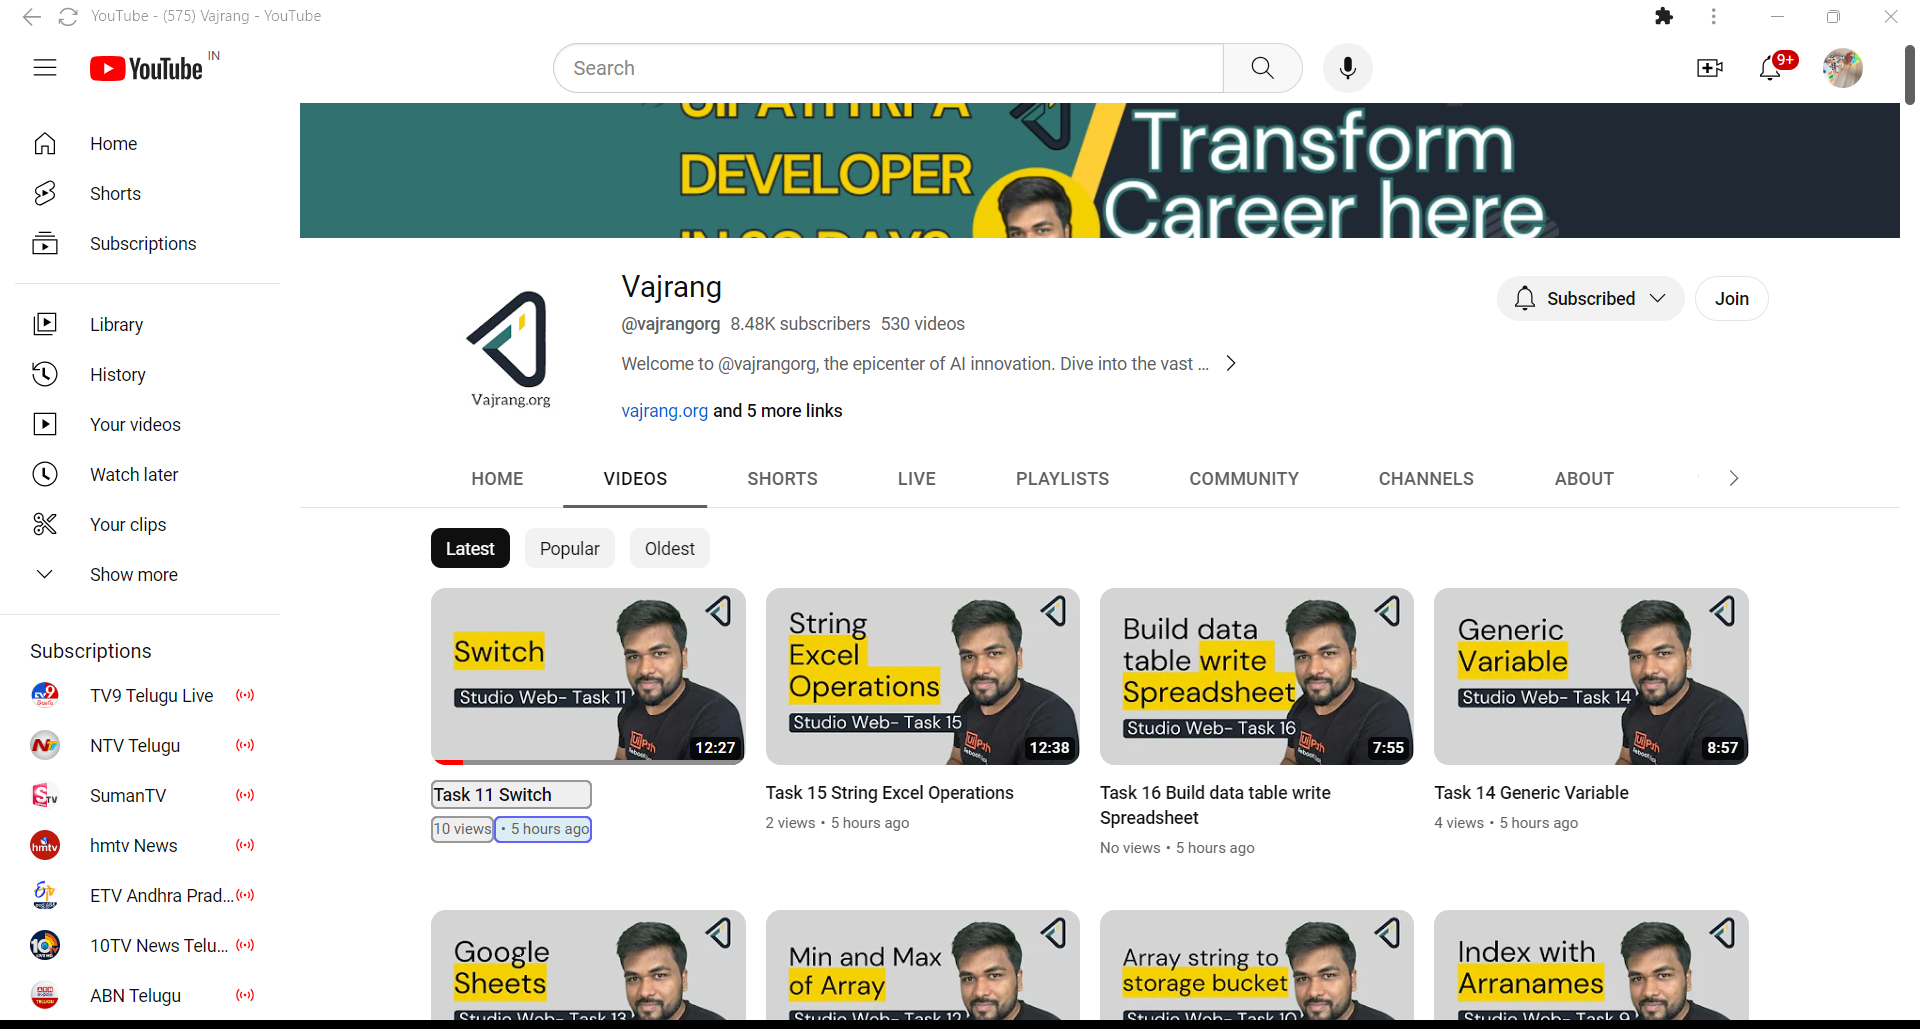 YouTube - (575) Vajrang - YouTube
YouTube IN
Search
9+
Home
Shorts
Subscriptions
Library
History
Your videos
Watch later
Your clips
Show more
Subscriptions
TV9 Telugu Live
NTV Telugu
SumanTV
hmtv News
ETV Andhra Prad...
10TV News Telu...
ABN Telugu
DEVELOPER
Transform
Career here
Vajrang.org
Vajrang
@vajrangorg 8.48K subscribers 530 videos
Welcome to @vajrangorg, the epicenter of AI innovation. Dive into the vast ...
vajrang.org and 5 more links
Subscribed
Join
HOME VIDEOS SHORTS LIVE PLAYLISTS COMMUNITY CHANNELS ABOUT
Latest Popular Oldest
Switch
Studio Web- Task 11
12:27
Task 11 Switch
10 views • 5 hours ago
String
Excel
Operations
Studio Web- Task 15
12:38
Task 15 String Excel Operations
2 views • 5 hours ago
Build data
table write
Spreadsheet
Studio Web- Task 16
7:55
Task 16 Build data table write
Spreadsheet
No views • 5 hours ago
Generic
Variable
Studio Web- Task 14
8:57
Task 14 Generic Variable
4 views • 5 hours ago
Google
Sheets
Studio Web- Task 13
Min and Max
of Array
Studio Web- Task 12
Array string to
storage bucket
Studio Web- Task 10
Index with
Arranames
Studio Web- Task 9